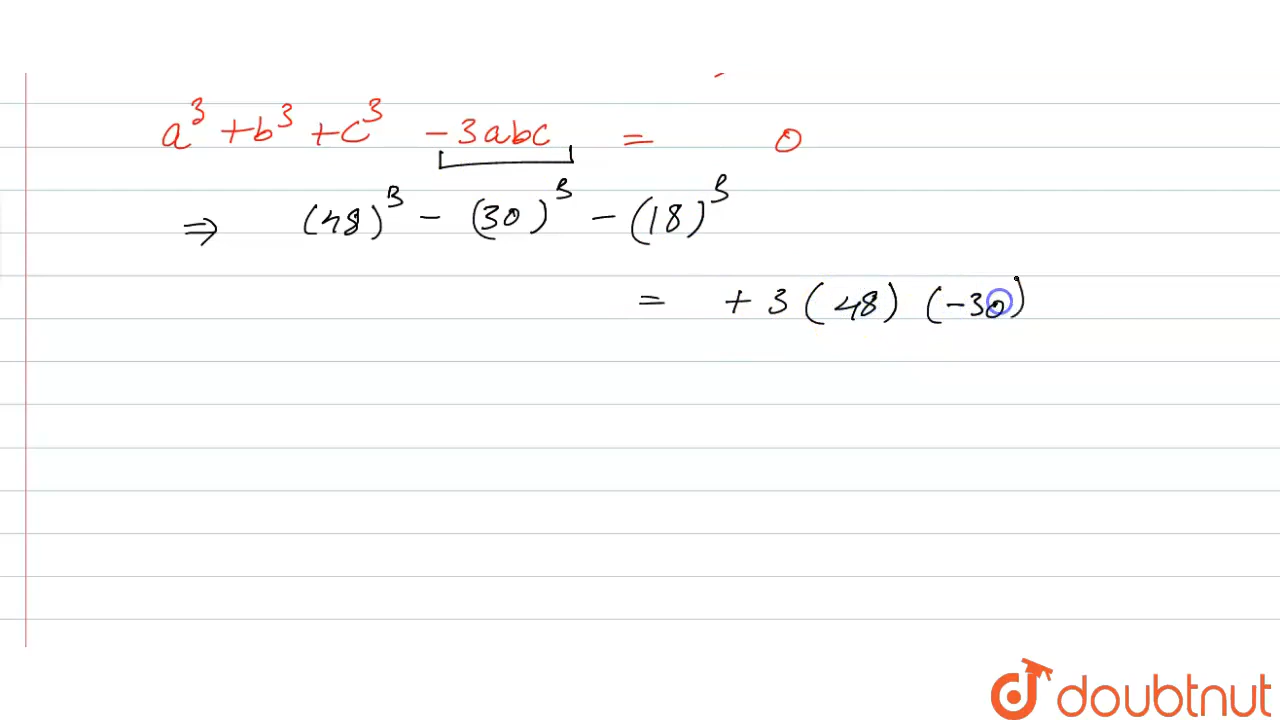 a³ + b³ + c³ - 3abc = 0
⇒ (48)³ - (30)³ - (18)³
= + 3 (48) (-30)
doubtnut